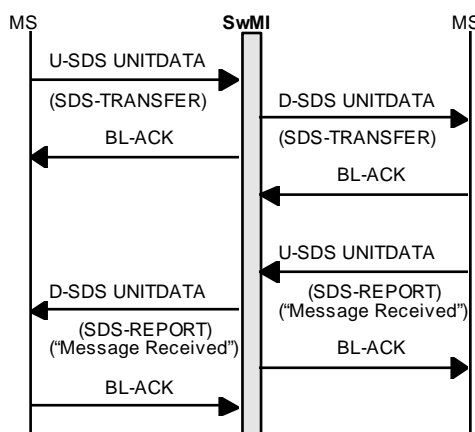 MS
SwMI
MS
U-SDS UNITDATA
(SDS-TRANSFER)
D-SDS UNITDATA
(SDS-TRANSFER)
BL-ACK
BL-ACK
U-SDS UNITDATA
(SDS-REPORT)
("Message Received")
D-SDS UNITDATA
(SDS-REPORT)
("Message Received")
BL-ACK
BL-ACK